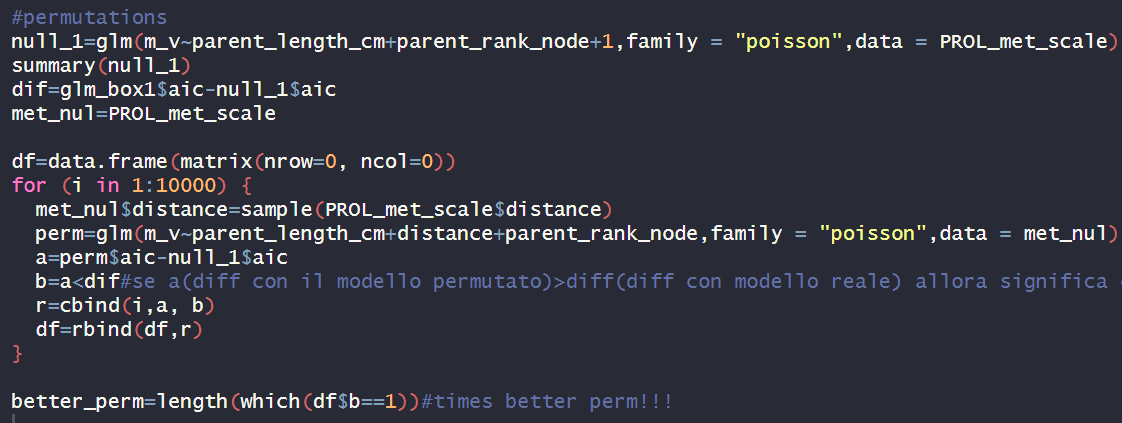 #permutations
null_1=glm(m_v~parent_length_cm+parent_rank_node+1,family = "poisson",data = PROL_met_scale)
summary(null_1)
dif=glm_box1$aic-null_1$aic
met_nul=PROL_met_scale
df=data.frame(matrix(nrow=0, ncol=0))
for (i in 1:10000) {
met_nul$distance=sample(PROL_met_scale$distance)
perm=glm(m_v~parent_length_cm+distance+parent_rank_node,family = "poisson",data = met_nul)
a=perm$aic-null_1$aic
b=a<dif#se a(diff con il modello permutato)>diff(diff con modello reale) allora significa
r=cbind(i,a, b)
df=rbind(df,r)
}
better_perm=length(which(df$b==1))#times better perm!!!